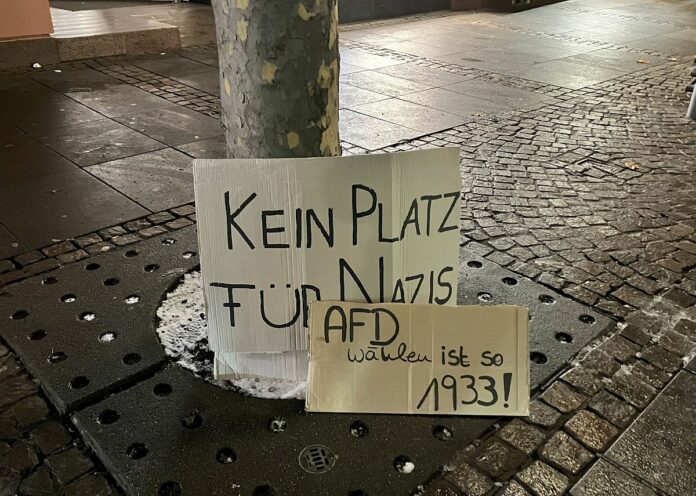 KEIN PLATZ
FÜR NAZIS
AFD
wählen ist so
1933!